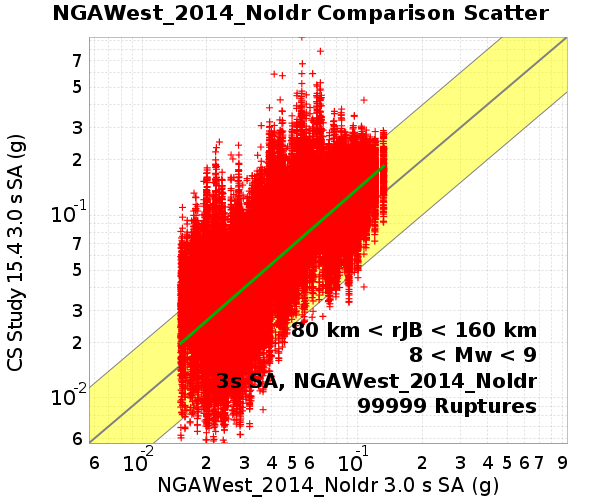 NGAWest_2014_NoIdr Comparison Scatter
CS Study 15.4 3.0 s SA (g)
7
5
3
2
10-1
7
5
3
2
10-2
6
80 km < rJB < 160 km
8 < Mw < 9
3s SA, NGAWest_2014_NoIdr
99999 Ruptures
6 10-2 2 3 4 5 6 10-1 2 3 4 5 6 7 9
NGAWest_2014_NoIdr 3.0 s SA (g)